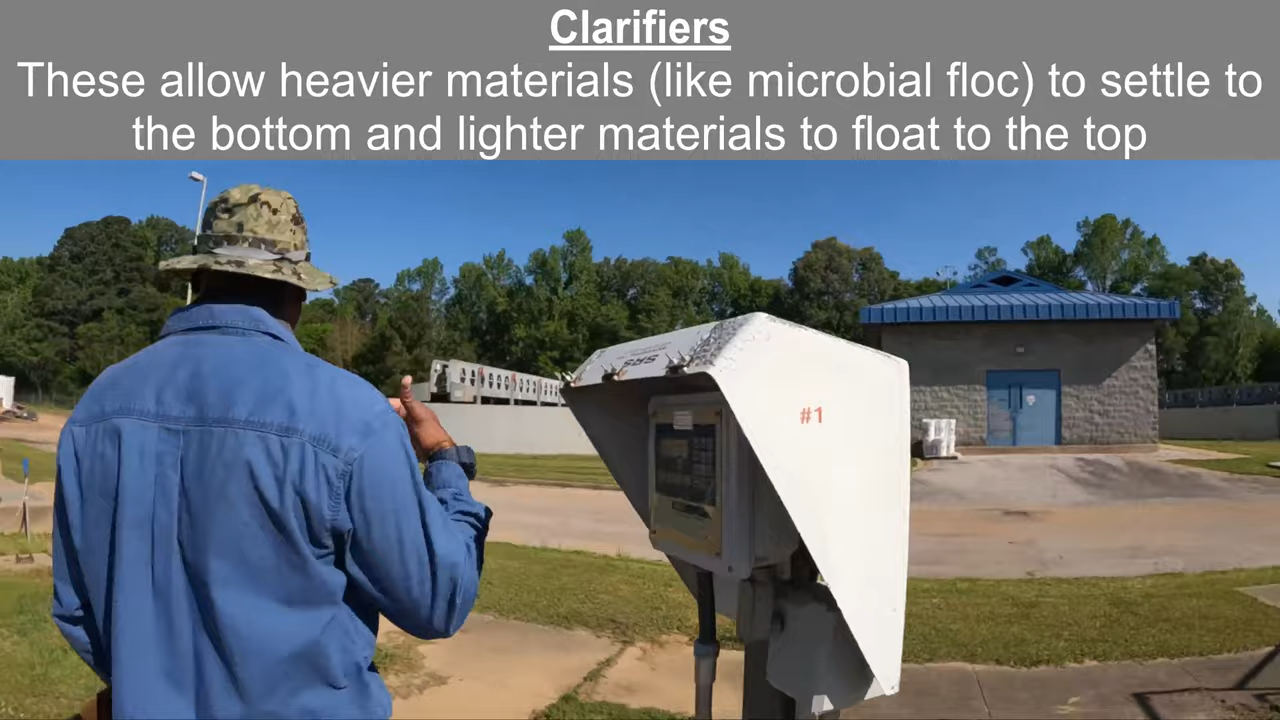 Clarifiers
These allow heavier materials (like microbial floc) to settle to
the bottom and lighter materials to float to the top
#1